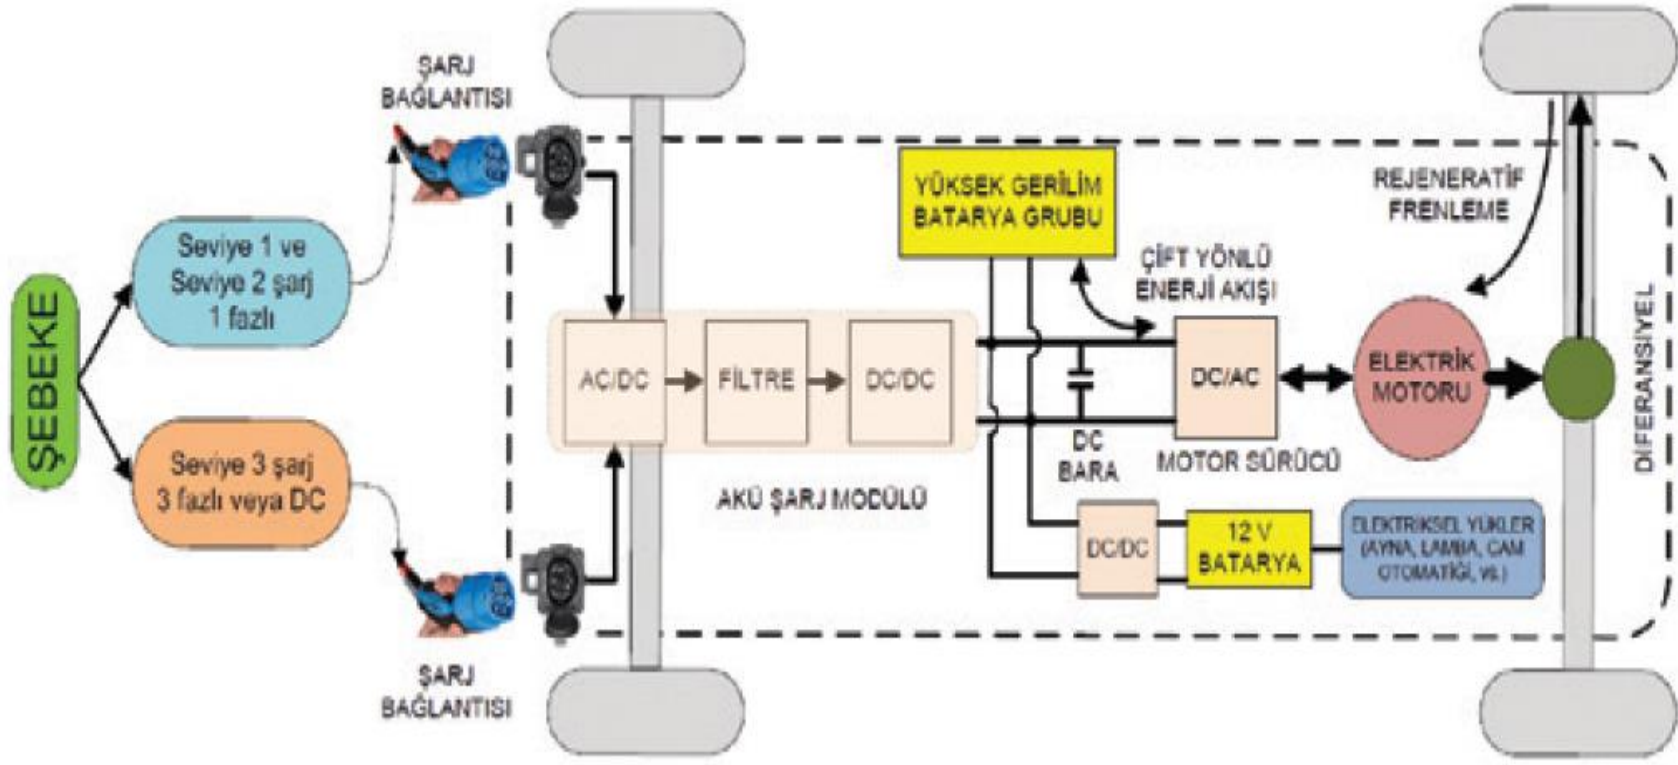 ŞEBEKE
Seviye 1 ve
Seviye 2 şarj
1 fazlı
Seviye 3 şarj
3 fazlı veya DC
ŞARJ
BAĞLANTISI
ŞARJ
BAĞLANTISI
AC/DC
FİLTRE
DC/DC
AKÜ ŞARJ MODÜLÜ
YÜKSEK GERİLİM
BATARYA GRUBU
ÇİFT YÖNLÜ
ENERJİ AKIŞI
DC
BARA
DC/AC
MOTOR SÜRÜCÜ
ELEKTRİK
MOTORU
REJENERATİF
FRENLEME
DİFERANSİYEL
DC/DC
12 V
BATARYA
ELEKTRİKSEL YÜKLER
(AYNA, LAMBA, CAM
OTOMATİĞİ, vs.)